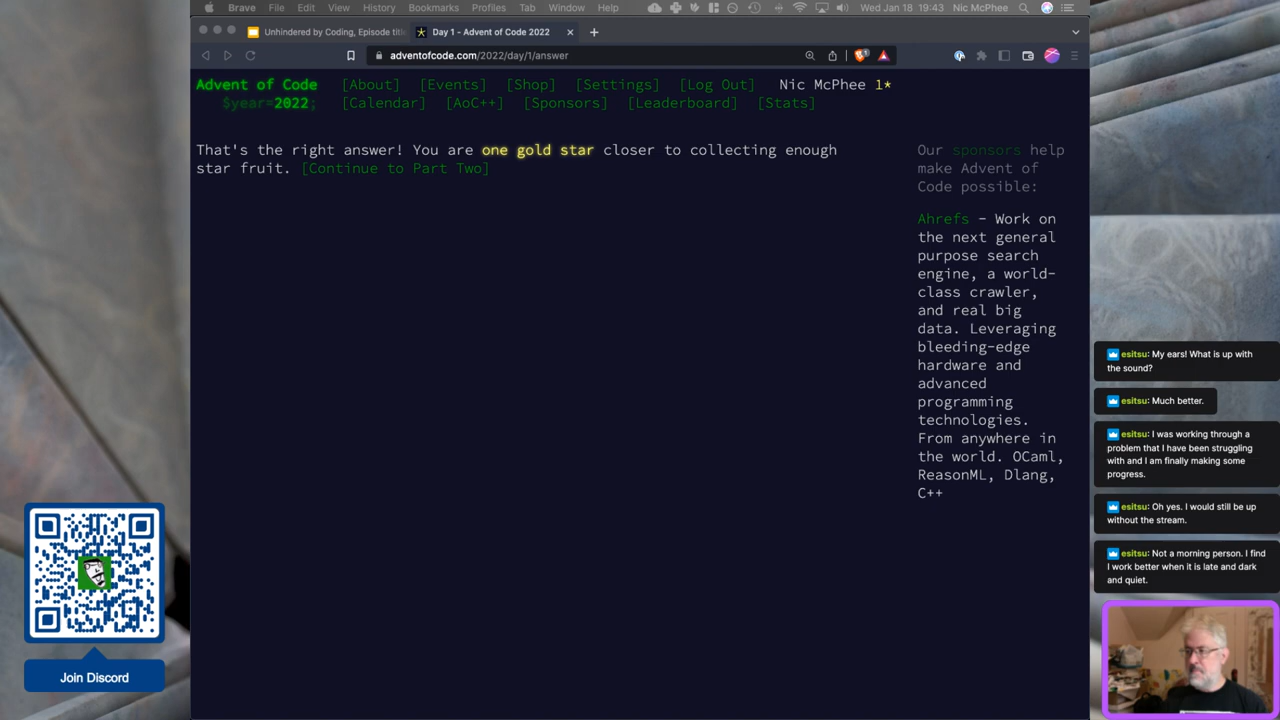 Brave File Edit View History Bookmarks Profiles Tab Window Help Wed Jan 18 19:43 Nic McPhee
Unhindered by Coding, Episode titl
Day 1 - Advent of Code 2022
adventofcode.com/2022/day/1/answer
Advent of Code [About] [Events] [Shop] [Settings] [Log Out] Nic McPhee 1*
$year=2022; [Calendar] [AoC++] [Sponsors] [Leaderboard] [Stats]
That's the right answer! You are one gold star closer to collecting enough
star fruit. [Continue to Part Two]
Our sponsors help
make Advent of
Code possible:
Ahrefs - Work on
the next general
purpose search
engine, a world-
class crawler,
and real big
data. Leveraging
bleeding-edge
hardware and
advanced
programming
technologies.
From anywhere in
the world. OCaml,
ReasonML, Dlang,
C++
esitsu: My ears! What is up with
the sound?
esitsu: Much better.
esitsu: I was working through a
problem that I have been struggling
with and I am finally making some
progress.
esitsu: Oh yes. I would still be up
without the stream.
esitsu: Not a morning person. I find
I work better when it is late and dark
and quiet.
Join Discord